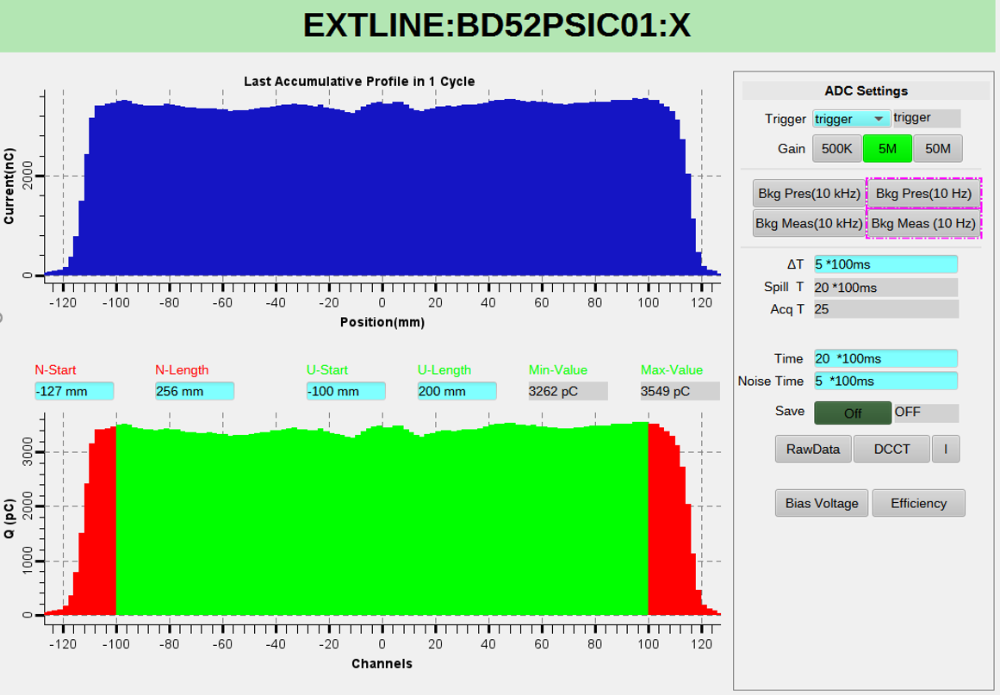 EXTLINE:BD52PSIC01:X
Last Accumulative Profile in 1 Cycle
Current(nC)
2000
0
-120 -100 -80 -60 -40 -20 0 20 40 60 80 100 120
Position(mm)
N-Start N-Length U-Start U-Length Min-Value Max-Value
-127 mm 256 mm -100 mm 200 mm 3262 pC 3549 pC
Q (pC)
3000
2000
1000
0
-120 -100 -80 -60 -40 -20 0 20 40 60 80 100 120
Channels
ADC Settings
Trigger trigger trigger
Gain 500K 5M 50M
Bkg Pres(10 kHz) Bkg Pres(10 Hz)
Bkg Meas(10 kHz) Bkg Meas (10 Hz)
ΔT 5 *100ms
Spill T 20 *100ms
Acq T 25
Time 20 *100ms
Noise Time 5 *100ms
Save Off OFF
RawData DCCT I
Bias Voltage Efficiency